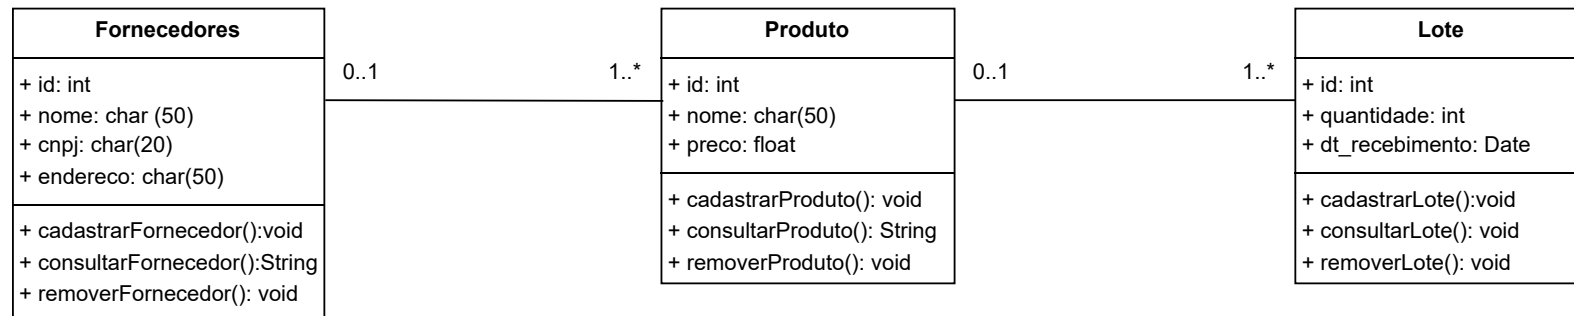 Fornecedores
+ id: int
+ nome: char (50)
+ cnpj: char(20)
+ endereco: char(50)
+ cadastrarFornecedor():void
+ consultarFornecedor():String
+ removerFornecedor(): void
0..1
1..*
Produto
+ id: int
+ nome: char(50)
+ preco: float
+ cadastrarProduto(): void
+ consultarProduto(): String
+ removerProduto(): void
0..1
1..*
Lote
+ id: int
+ quantidade: int
+ dt_recebimento: Date
+ cadastrarLote():void
+ consultarLote(): void
+ removerLote(): void